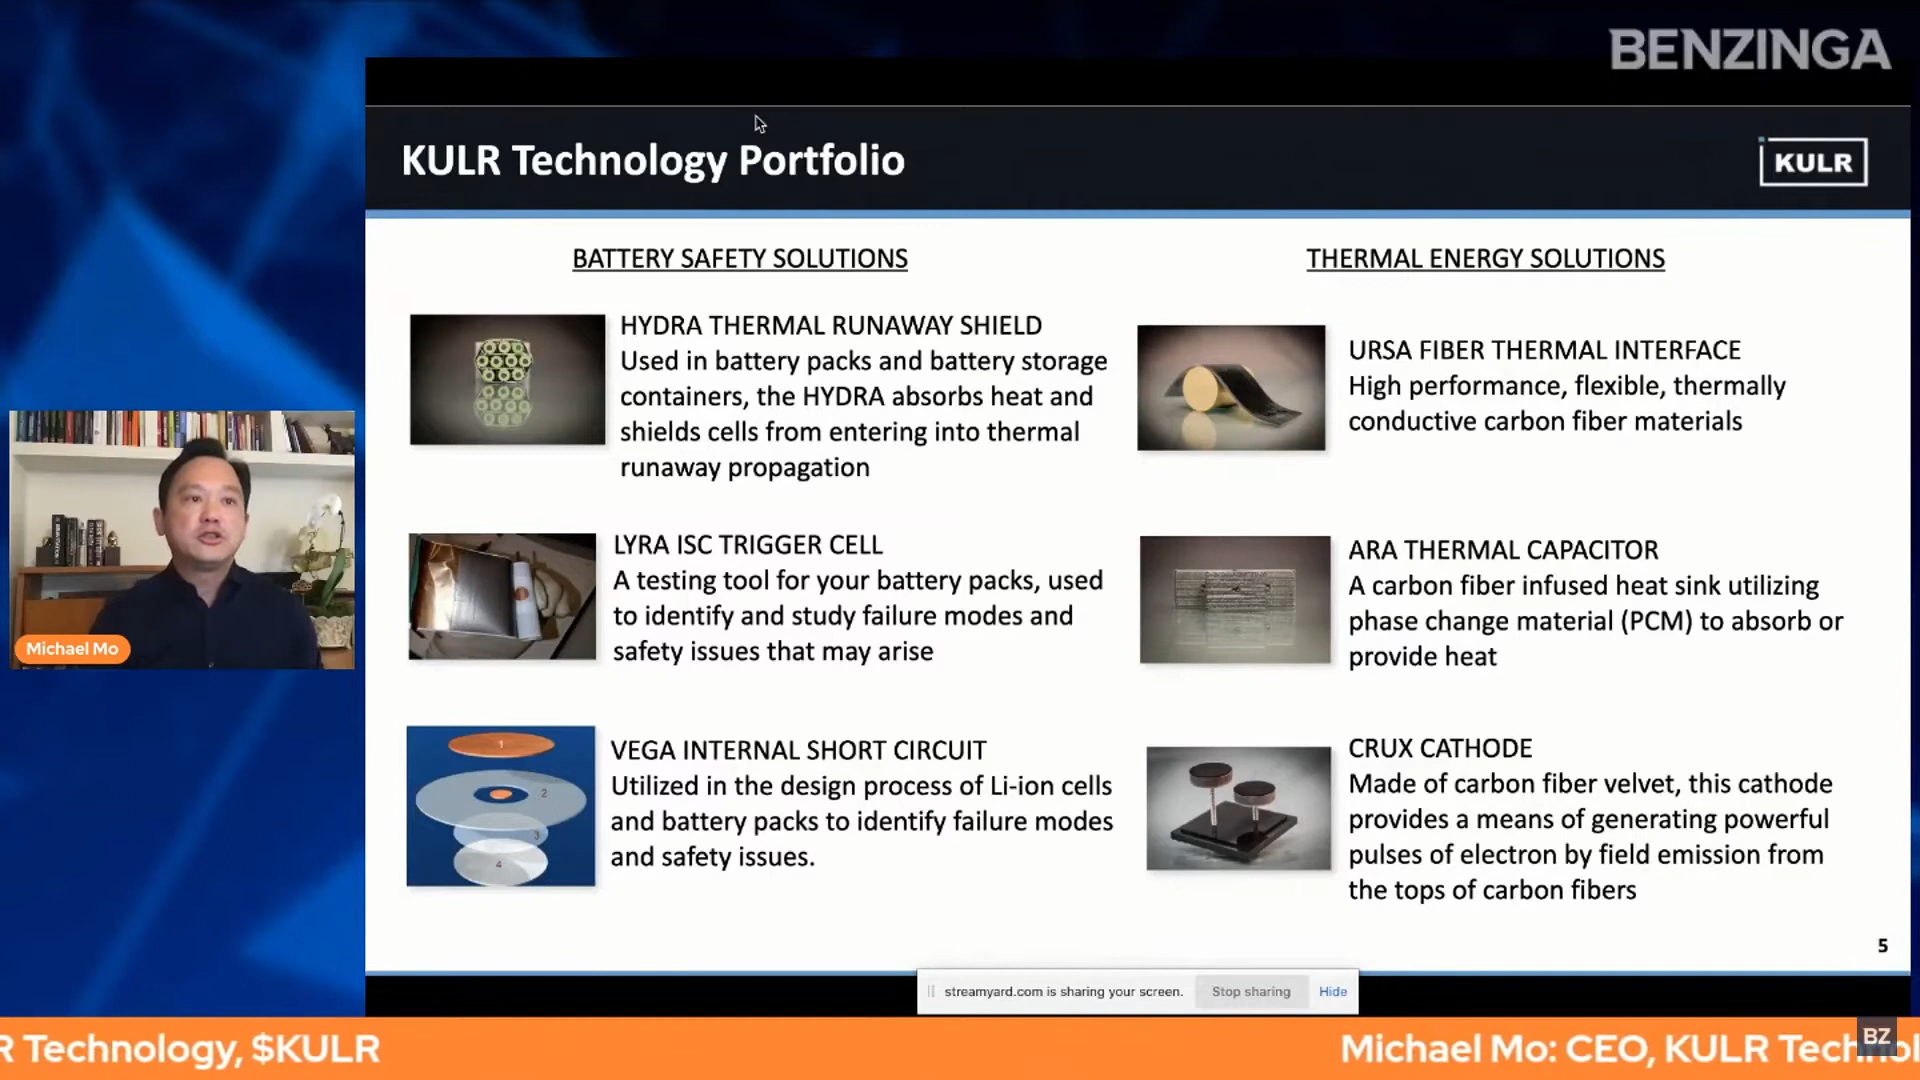 BENZINGA
KULR Technology Portfolio
KULR
BATTERY SAFETY SOLUTIONS
HYDRA THERMAL RUNAWAY SHIELD
Used in battery packs and battery storage
containers, the HYDRA absorbs heat and
shields cells from entering into thermal
runaway propagation
LYRA ISC TRIGGER CELL
A testing tool for your battery packs, used
to identify and study failure modes and
safety issues that may arise
1
2
3
4
VEGA INTERNAL SHORT CIRCUIT
Utilized in the design process of Li-ion cells
and battery packs to identify failure modes
and safety issues.
THERMAL ENERGY SOLUTIONS
URSA FIBER THERMAL INTERFACE
High performance, flexible, thermally
conductive carbon fiber materials
ARA THERMAL CAPACITOR
A carbon fiber infused heat sink utilizing
phase change material (PCM) to absorb or
provide heat
CRUX CATHODE
Made of carbon fiber velvet, this cathode
provides a means of generating powerful
pulses of electron by field emission from
the tops of carbon fibers
5
Michael Mo
streamyard.com is sharing your screen. Stop sharing Hide
R Technology, $KULR
Michael Mo: CEO, KULR Technol
BZ